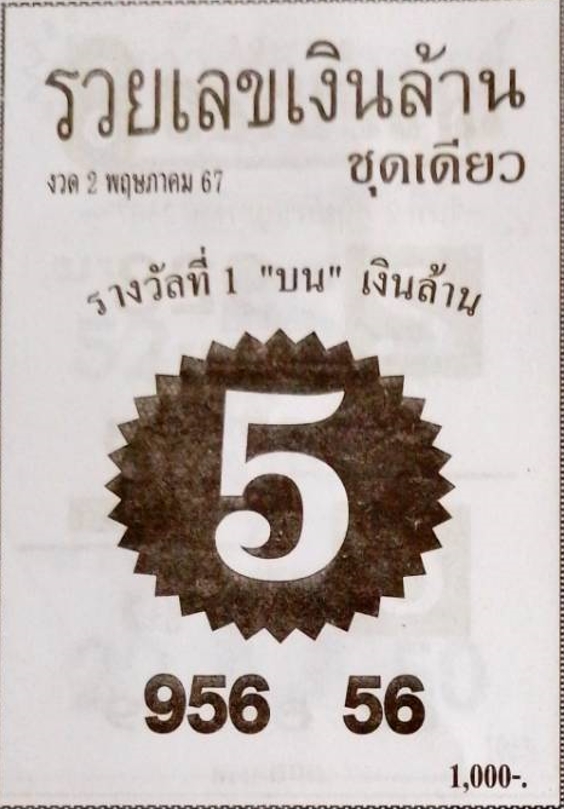 รวยเลขเงินล้าน
ชุดเดียว
งวด 2 พฤษภาคม 67
รางวัลที่ 1 "บน" เงินล้าน
5
956 56
1,000-.